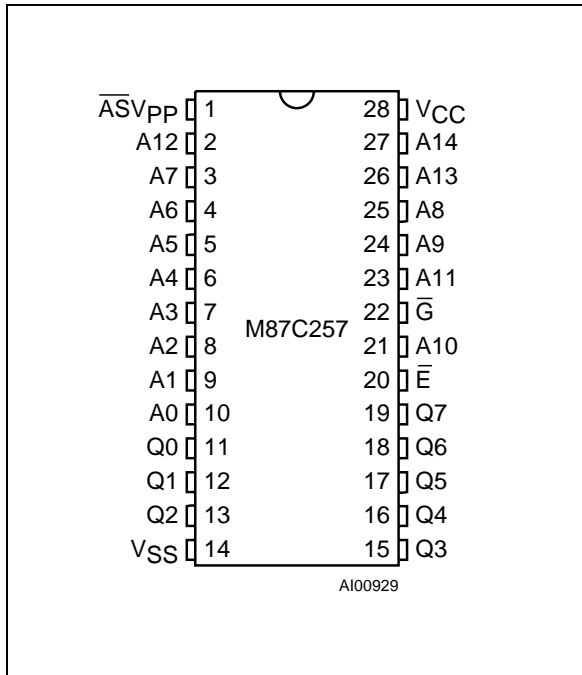 A̅S̅VPP 1 28 VCC
A12 2 27 A14
A7 3 26 A13
A6 4 25 A8
A5 5 24 A9
A4 6 23 A11
A3 7 22 G̅
M87C257
A2 8 21 A10
A1 9 20 E̅
A0 10 19 Q7
Q0 11 18 Q6
Q1 12 17 Q5
Q2 13 16 Q4
VSS 14 15 Q3
AI00929